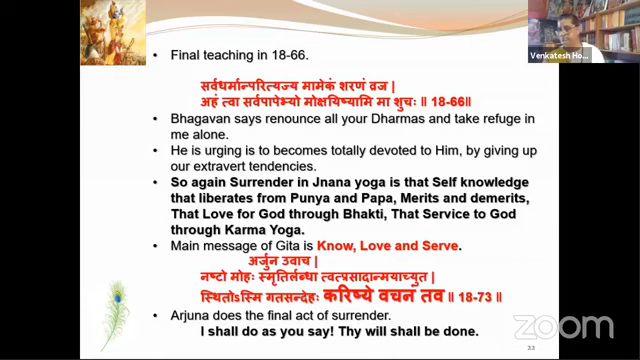 Venkatesh Ho...
Final teaching in 18-66.
सर्वधर्मान्परित्यज्य मामेकं शरणं व्रज |
अहं त्वा सर्वपापेभ्यो मोक्षयिष्यामि मा शुचः || 18-66||
Bhagavan says renounce all your Dharmas and take refuge in
me alone.
He is urging is to becomes totally devoted to Him, by giving up
our extravert tendencies.
So again Surrender in Jnana yoga is that Self knowledge
that liberates from Punya and Papa, Merits and demerits,
That Love for God through Bhakti, That Service to God
through Karma Yoga.
Main message of Gita is Know, Love and Serve.
अर्जुन उवाच |
नष्टो मोहः स्मृतिर्लब्धा त्वत्प्रसादान्मयाच्युत |
स्थितोऽस्मि गतसन्देहः करिष्ये वचनं तव || 18-73||
Arjuna does the final act of surrender.
I shall do as you say! Thy will shall be done.
zoom
22